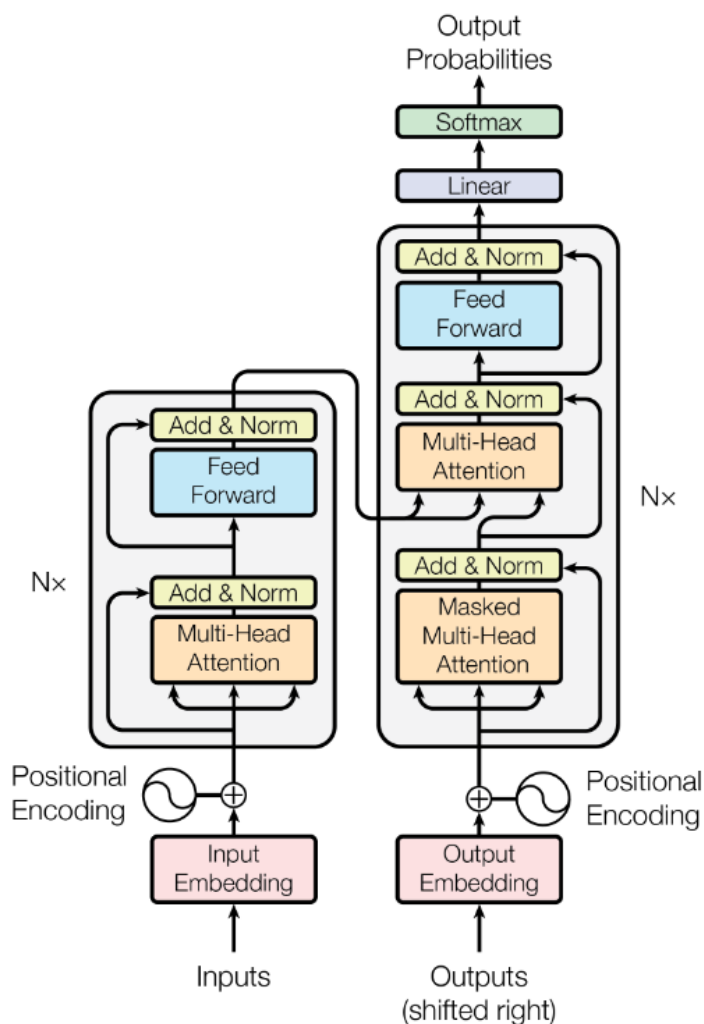 Output
Probabilities
Softmax
Linear
Add & Norm
Feed
Forward
Add & Norm
Multi-Head
Attention
Nx
Add & Norm
Masked
Multi-Head
Attention
Add & Norm
Feed
Forward
Nx
Add & Norm
Multi-Head
Attention
Positional
Encoding
Positional
Encoding
Input
Embedding
Output
Embedding
Inputs
Outputs
(shifted right)